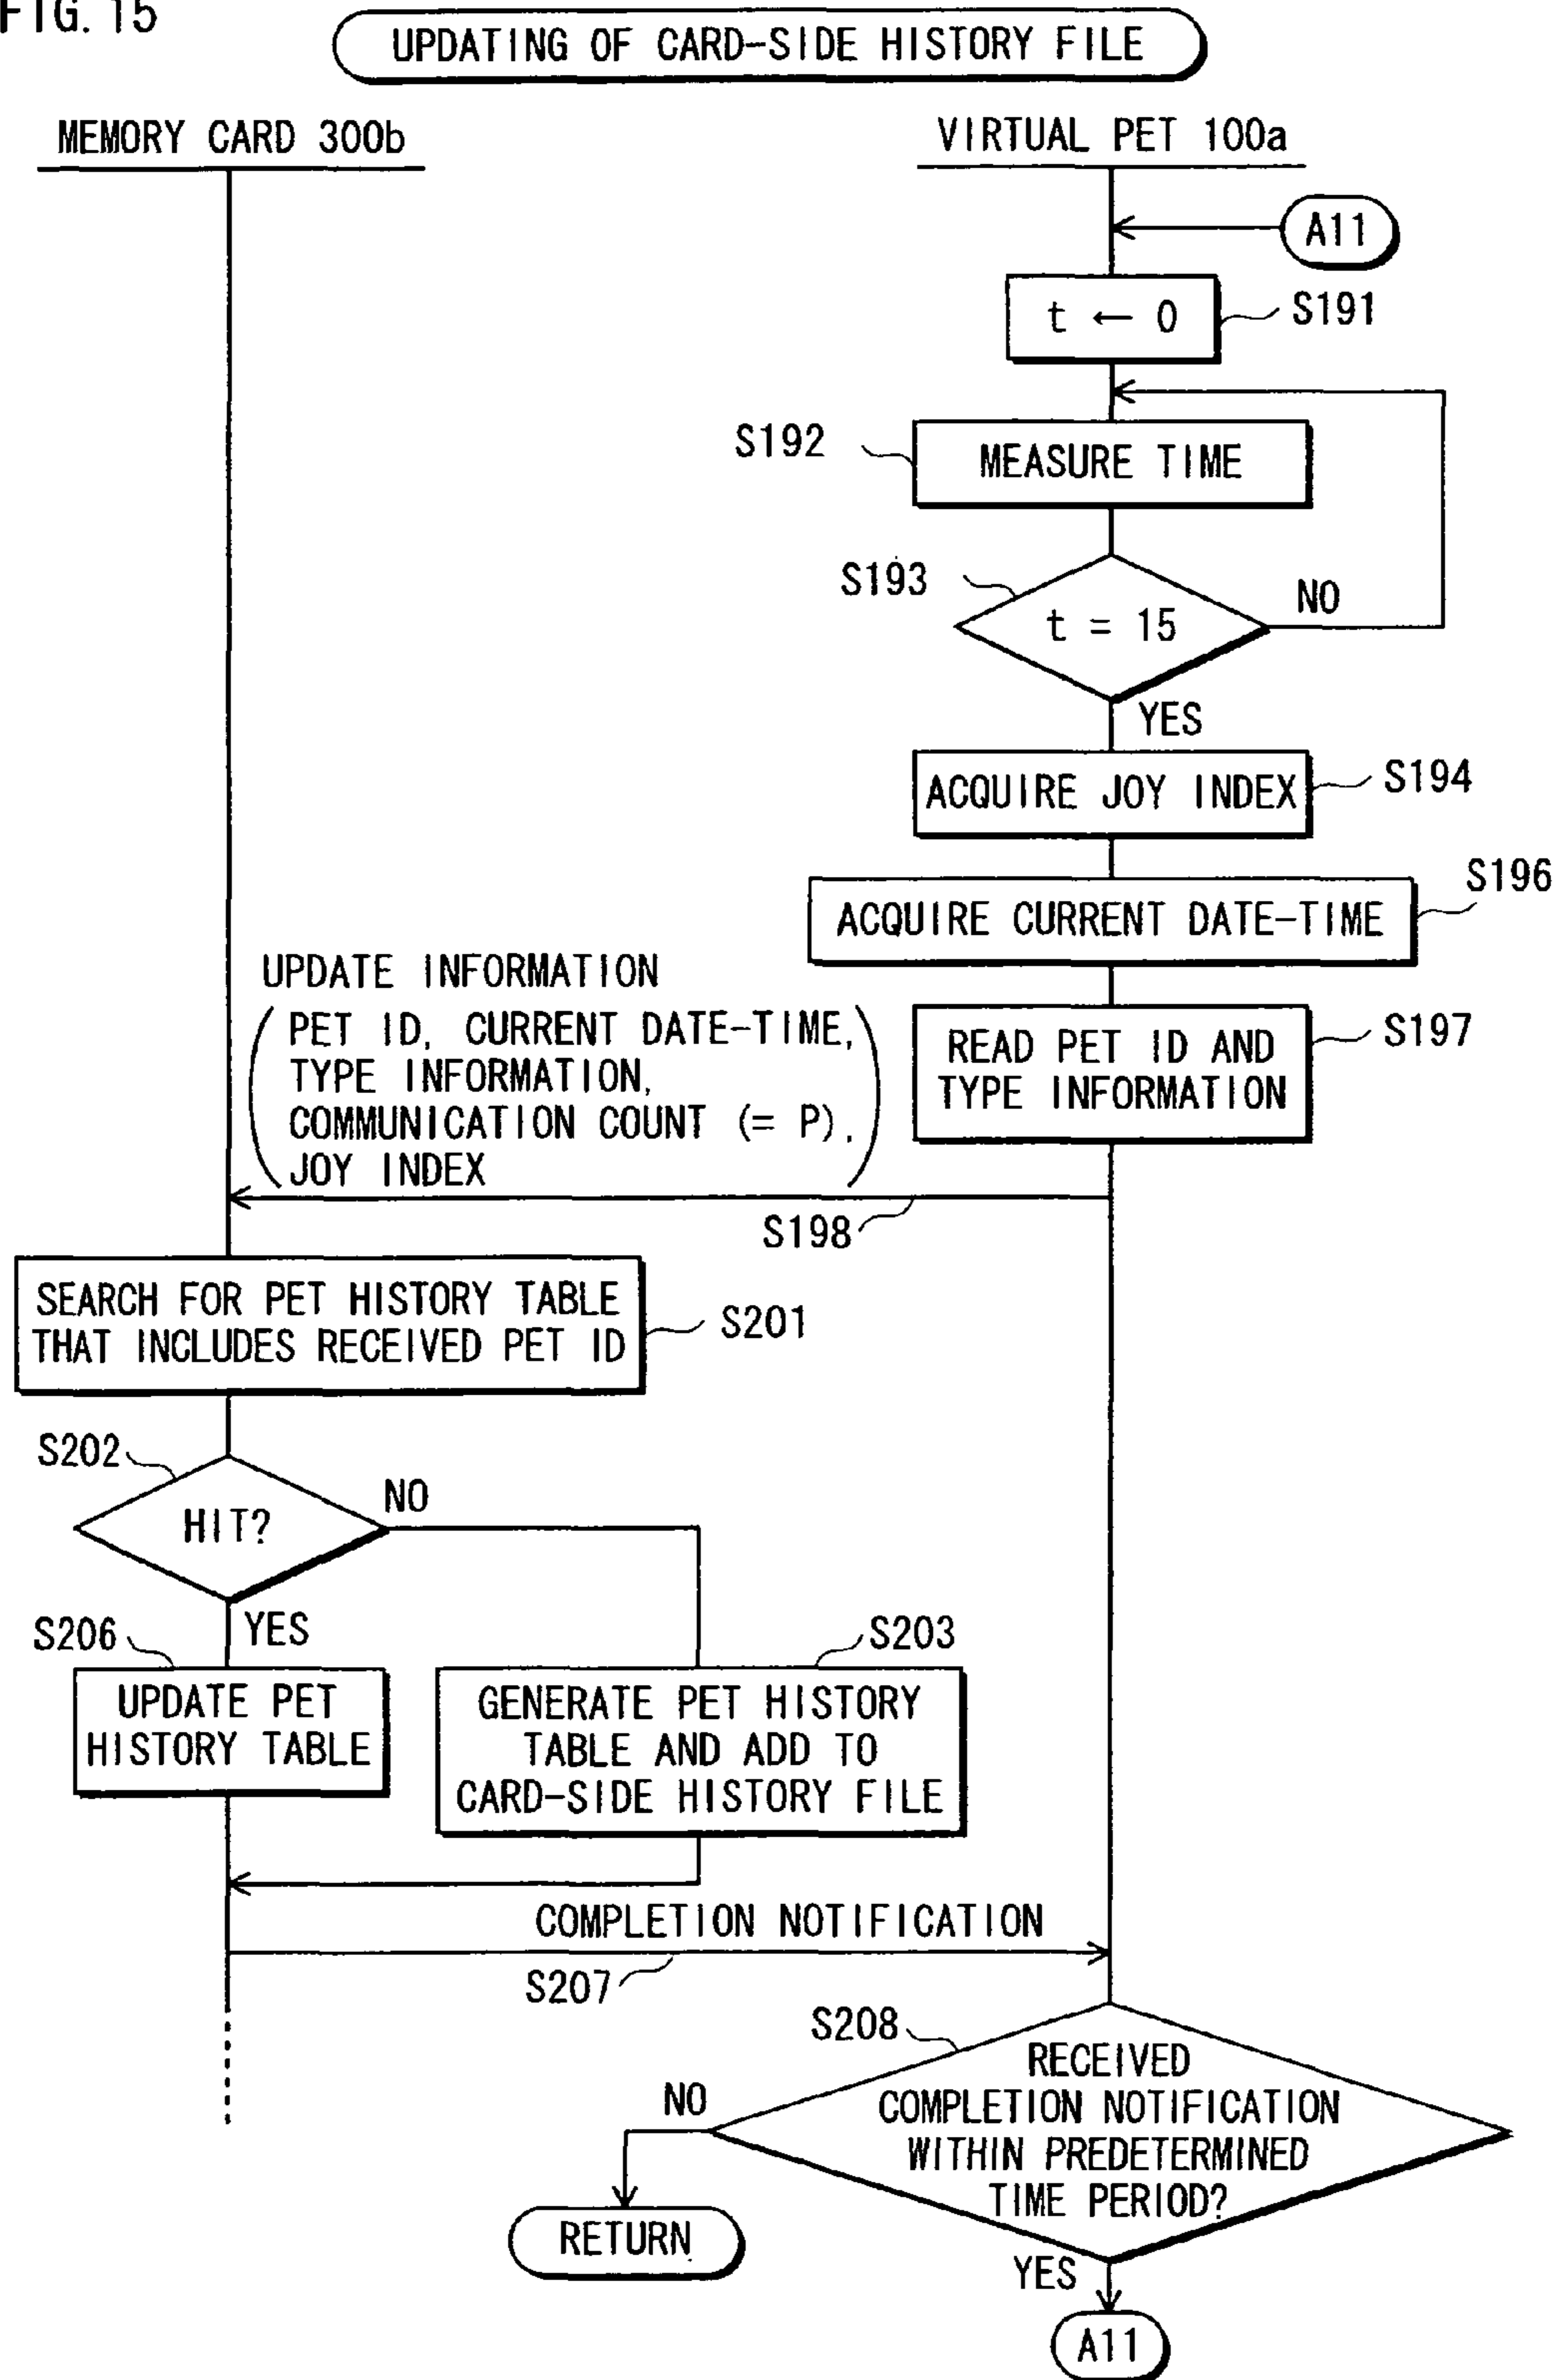 FIG. 15
UPDATING OF CARD-SIDE HISTORY FILE
MEMORY CARD 300b
VIRTUAL PET 100a
A11
t ← 0
S191
S192
MEASURE TIME
S193
t = 15
NO
YES
ACQUIRE JOY INDEX
S194
S196
ACQUIRE CURRENT DATE-TIME
UPDATE INFORMATION
PET ID, CURRENT DATE-TIME,
TYPE INFORMATION,
COMMUNICATION COUNT (= P),
JOY INDEX
READ PET ID AND
TYPE INFORMATION
S197
S198
SEARCH FOR PET HISTORY TABLE
THAT INCLUDES RECEIVED PET ID
S201
S202
HIT?
NO
YES
S206
UPDATE PET
HISTORY TABLE
S203
GENERATE PET HISTORY
TABLE AND ADD TO
CARD-SIDE HISTORY FILE
COMPLETION NOTIFICATION
S207
S208
RECEIVED
COMPLETION NOTIFICATION
WITHIN PREDETERMINED
TIME PERIOD?
NO
RETURN
YES
A11